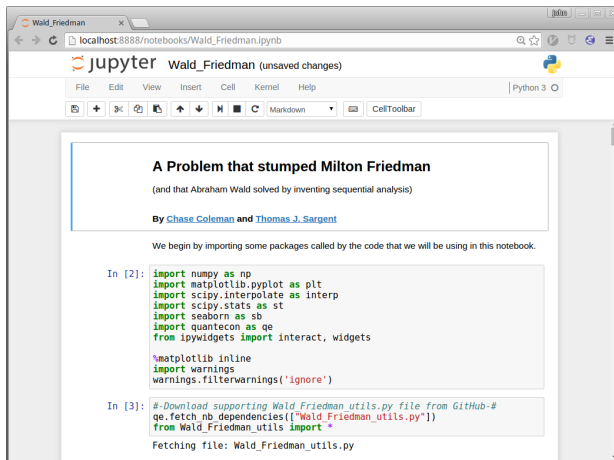 john
Wald_Friedman
localhost:8888/notebooks/Wald_Friedman.ipynb
jupyter Wald_Friedman (unsaved changes)
File Edit View Insert Cell Kernel Help Python 3
Markdown CellToolbar
A Problem that stumped Milton Friedman
(and that Abraham Wald solved by inventing sequential analysis)
By Chase Coleman and Thomas J. Sargent
We begin by importing some packages called by the code that we will be using in this notebook.
In [2]: import numpy as np
import matplotlib.pyplot as plt
import scipy.interpolate as interp
import scipy.stats as st
import seaborn as sb
import quantecon as qe
from ipywidgets import interact, widgets
%matplotlib inline
import warnings
warnings.filterwarnings('ignore')
In [3]: #-Download supporting Wald_Friedman_utils.py file from GitHub-#
qe.fetch_nb_dependencies(["Wald_Friedman_utils.py"])
from Wald_Friedman_utils import *
Fetching file: Wald_Friedman_utils.py